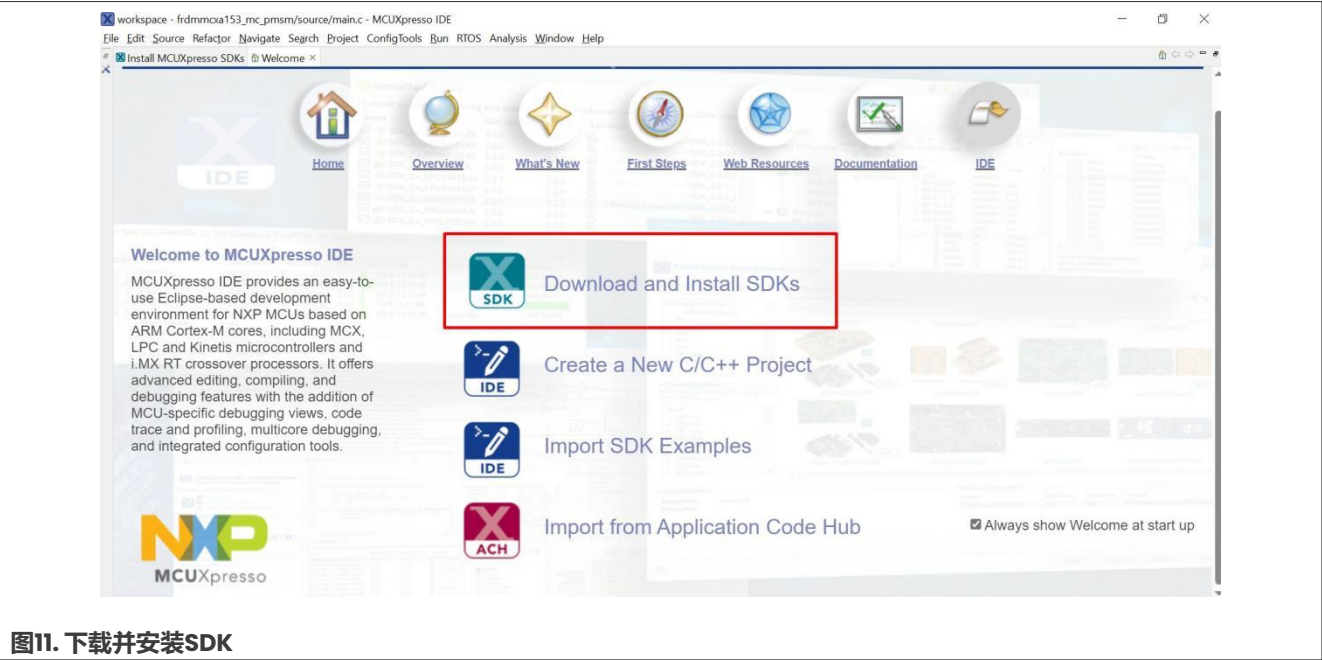 workspace - frdmmcxa153_mc_pmsm/source/main.c - MCUXpresso IDE
File Edit Source Refactor Navigate Search Project ConfigTools Run RTOS Analysis Window Help
Install MCUXpresso SDKs Welcome
IDE
Home Overview What's New First Steps Web Resources Documentation IDE
Welcome to MCUXpresso IDE
MCUXpresso IDE provides an easy-to-
use Eclipse-based development
environment for NXP MCUs based on
ARM Cortex-M cores, including MCX,
LPC and Kinetis microcontrollers and
i.MX RT crossover processors. It offers
advanced editing, compiling, and
debugging features with the addition of
MCU-specific debugging views, code
trace and profiling, multicore debugging,
and integrated configuration tools.
SDK
Download and Install SDKs
IDE
Create a New C/C++ Project
IDE
Import SDK Examples
ACH
Import from Application Code Hub
Always show Welcome at start up
NXP
MCUXpresso
图11. 下载并安装SDK